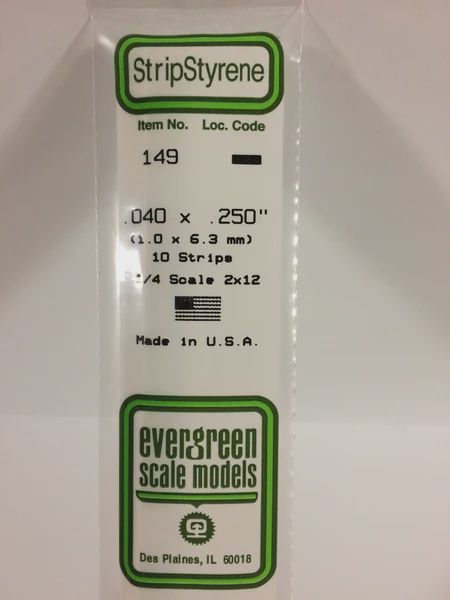 StripStyrene
Item No. Loc. Code
149
.040 x .250"
(1.0 x 6.3 mm)
10 Strips
1/4 Scale 2x12
Made in U.S.A.
evergreen
scale models
Des Plaines, IL 60018